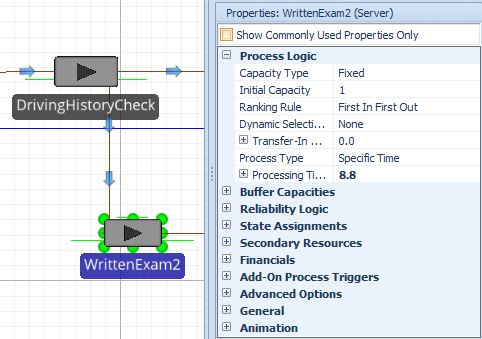 DrivingHistoryCheck
WrittenExam2
Properties: WrittenExam2 (Server)
Show Commonly Used Properties Only
Process Logic
Capacity Type Fixed
Initial Capacity 1
Ranking Rule First In First Out
Dynamic Selecti... None
Transfer-In ... 0.0
Process Type Specific Time
Processing Ti... 8.8
Buffer Capacities
Reliability Logic
State Assignments
Secondary Resources
Financials
Add-On Process Triggers
Advanced Options
General
Animation